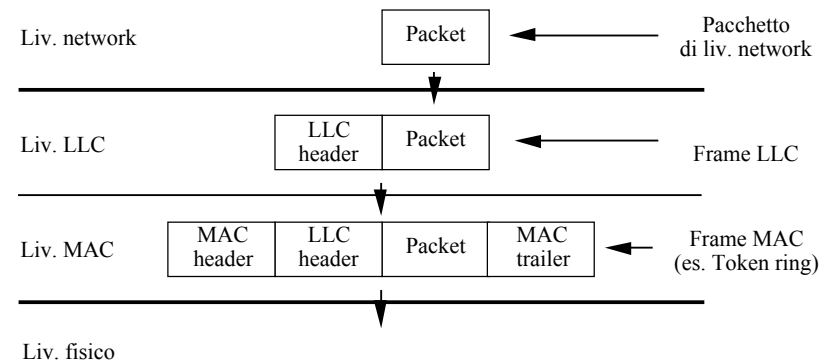 Liv. network
Packet
Pacchetto
di liv. network
Liv. LLC
LLC
header
Packet
Frame LLC
Liv. MAC
MAC
header
LLC
header
Packet
MAC
trailer
Frame MAC
(es. Token ring)
Liv. fisico